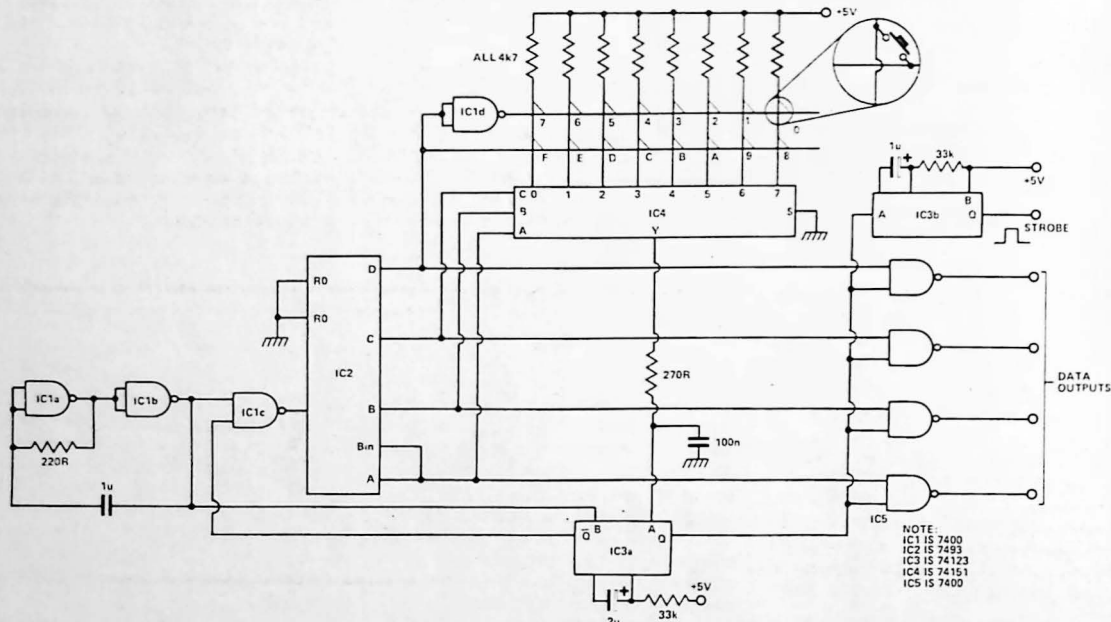 +5V
ALL 4k7
IC1d
7 6 5 4 3 2 1 0
F E D C B A 9 8
1u + 33k
+5V
C 0 1 2 3 4 5 6 7
B IC4 S
A Y
A IC3b B
Q
STROBE
R0 D
R0
C
IC2
270R
DATA
OUTPUTS
IC1a IC1b IC1c
B
100n
220R
Bin
A
1u
IC5
Q̅ B A Q
IC3a
NOTE:
IC1 IS 7400
IC2 IS 7493
IC3 IS 74123
IC4 IS 74151
IC5 IS 7400
+ +5V
2u 33k